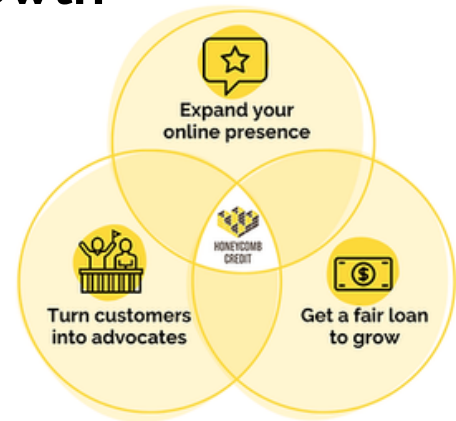 Expand your
online presence
HONEYCOMB
CREDIT
Turn customers
into advocates
Get a fair loan
to grow